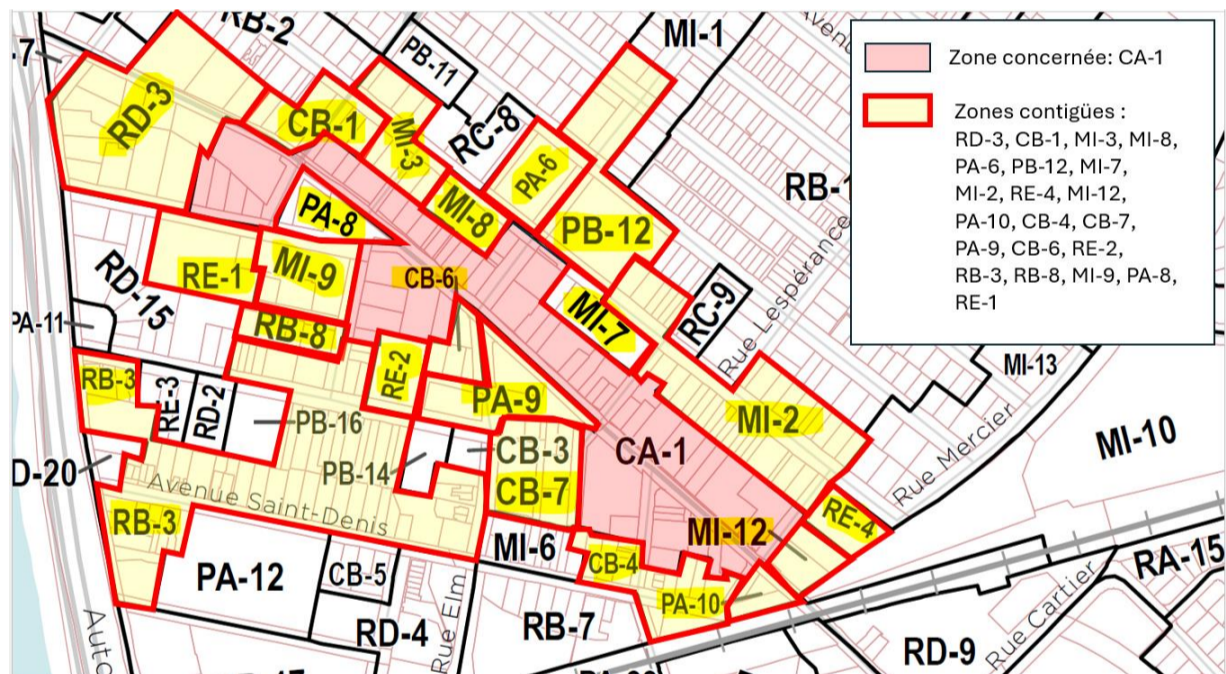 RB-2
MI-1
-7
PB-11
Zone concernée: CA-1
RD-3
CB-1
MI-3
RC-8
Zones contigües :
RD-3, CB-1, MI-3, MI-8,
PA-6, PB-12, MI-7,
MI-2, RE-4, MI-12,
PA-10, CB-4, CB-7,
PA-9, CB-6, RE-2,
RB-3, RB-8, MI-9, PA-8,
RE-1
PA-6
RB-1
PA-8
MI-8
PB-12
RE-1
MI-9
CB-6
RD-15
PA-11
RB-8
MI-7
RC-9
Rue Lespérance
MI-13
RB-3
RE-3
RD-2
RE-2
PA-9
MI-2
PB-16
CA-1
CB-3
PB-14
CB-7
MI-10
Rue Mercier
D-20
Avenue Saint-Denis
RB-3
MI-12
RE-4
MI-6
CB-4
PA-12
CB-5
PA-10
RA-15
RD-4
Rue Elm
RB-7
RD-9
Rue Cartier
Auto